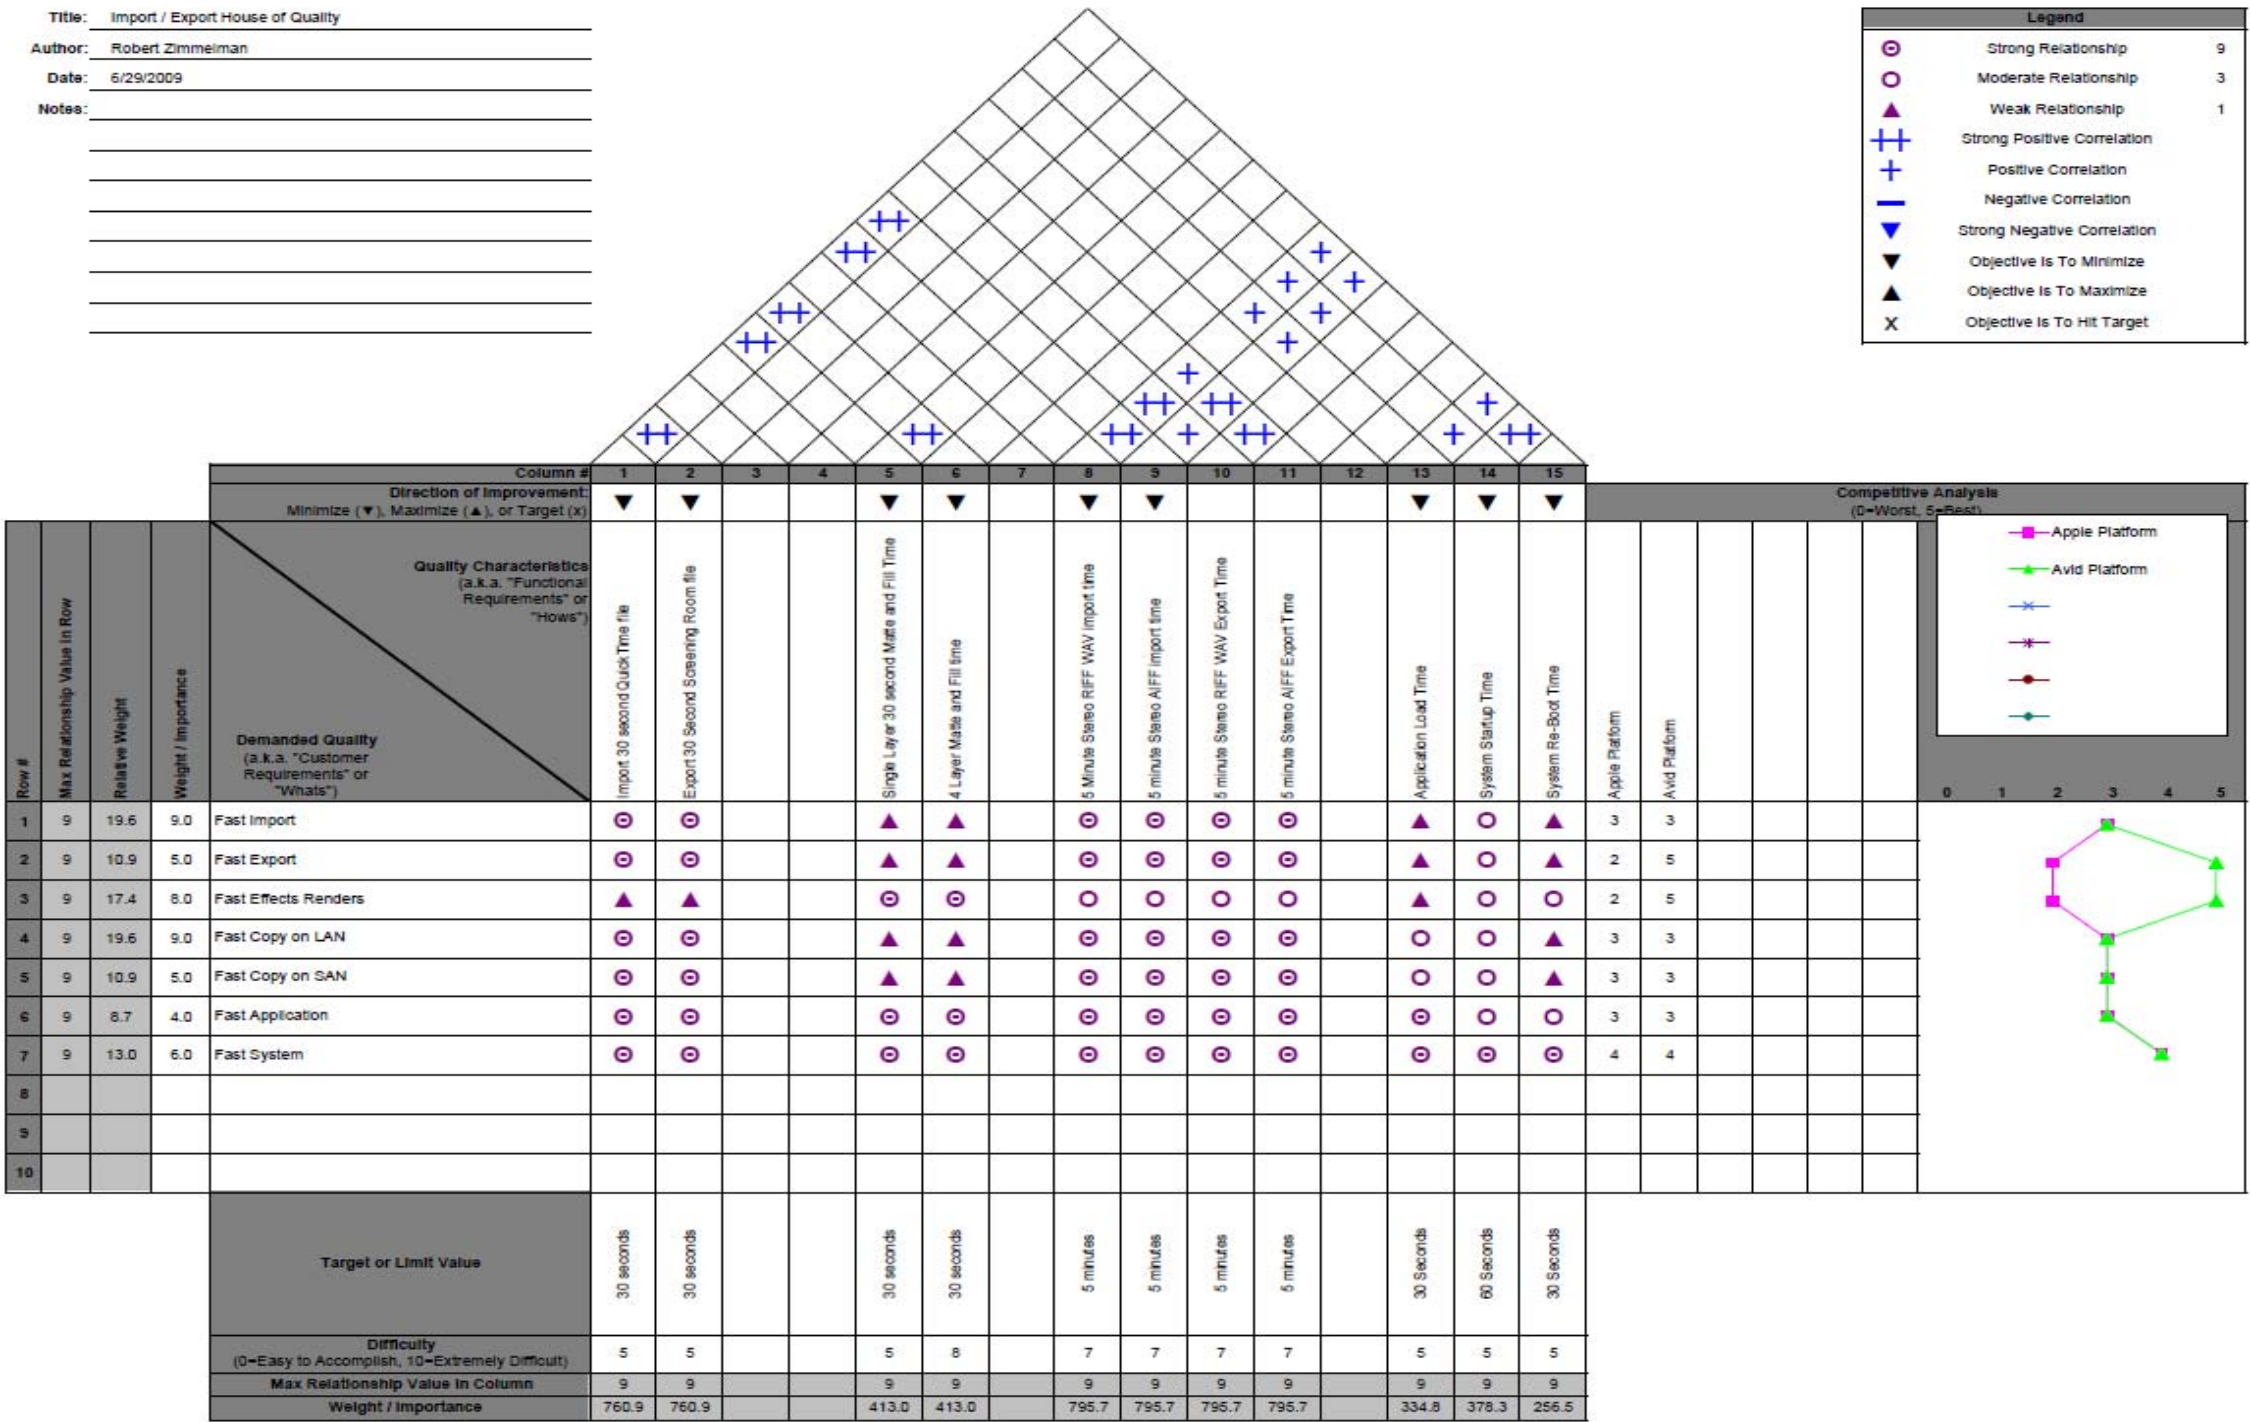 Title: Import / Export House of Quality
Author: Robert Zimmelman
Date: 6/29/2009
Notes:
Legend
Strong Relationship 9
Moderate Relationship 3
Weak Relationship 1
Strong Positive Correlation
Positive Correlation
Negative Correlation
Strong Negative Correlation
Objective Is To Minimize
Objective Is To Maximize
X Objective Is To Hit Target
Column # 1 2 3 4 5 6 7 8 9 10 11 12 13 14 15
Direction of Improvement:
Minimize (▼), Maximize (▲), or Target (x)
Competitive Analysis
(0=Worst, 5=Best)
Apple Platform
Avid Platform
Row #
Max Relationship Value in Row
Relative Weight
Weight / Importance
Quality Characteristics
(a.k.a. "Functional
Requirements" or
"Hows")
Demanded Quality
(a.k.a. "Customer
Requirements" or
"Whats")
Import 30 second Quick Time file
Export 30 Second Screening Room file
Single Layer 30 second Matte and Fill Time
4 Layer Matte and Fill time
5 Minute Stereo RIFF WAV import time
5 minute Stereo AIFF import time
5 minute Stereo RIFF WAV Export Time
5 minute Stereo AIFF Export Time
Application Load Time
System Startup Time
System Re-Boot Time
Apple Platform
Avid Platform
0 1 2 3 4 5
1 9 19.6 9.0 Fast Import 3 3
2 9 10.9 5.0 Fast Export 2 5
3 9 17.4 8.0 Fast Effects Renders 2 5
4 9 19.6 9.0 Fast Copy on LAN 3 3
5 9 10.9 5.0 Fast Copy on SAN 3 3
6 9 8.7 4.0 Fast Application 3 3
7 9 13.0 6.0 Fast System 4 4
8
9
10
Target or Limit Value
30 seconds
30 seconds
30 seconds
30 seconds
5 minutes
5 minutes
5 minutes
5 minutes
30 Seconds
60 Seconds
30 Seconds
Difficulty
(0=Easy to Accomplish, 10=Extremely Difficult)
5 5 5 8 7 7 7 7 5 5 5
Max Relationship Value in Column 9 9 9 9 9 9 9 9 9 9 9
Weight / Importance 760.9 760.9 413.0 413.0 795.7 795.7 795.7 795.7 334.8 378.3 256.5